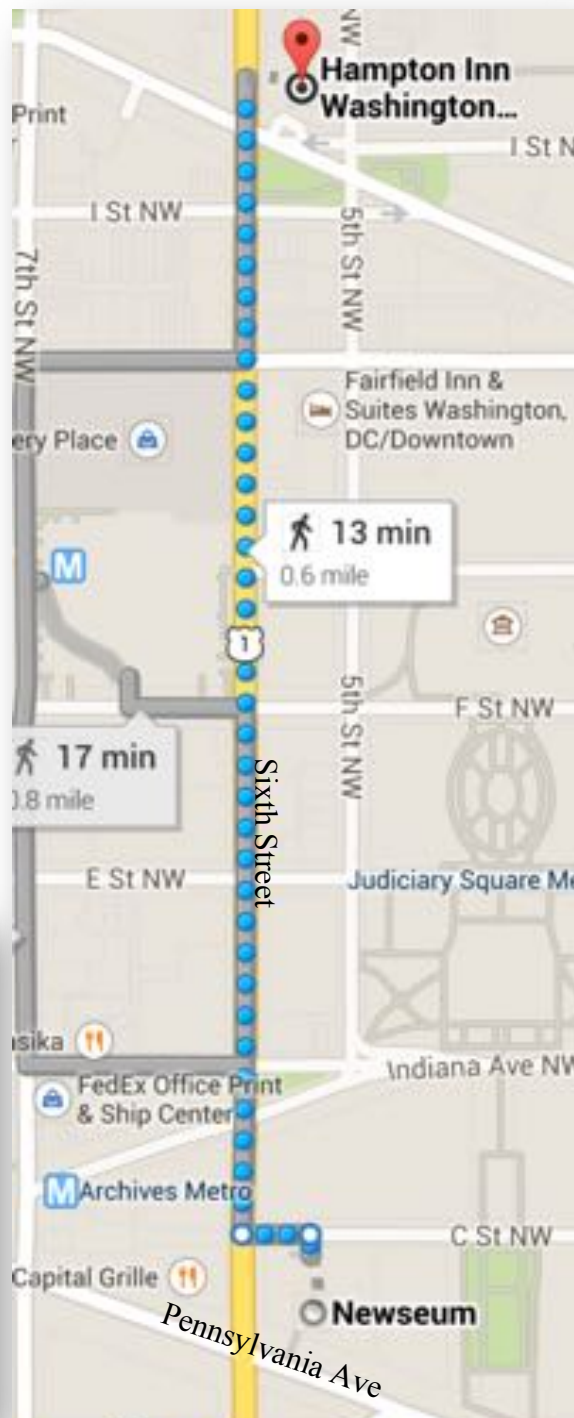 NW
Hampton Inn
Washington...
Print
I St N
I St NW
5th St NW
7th St NW
Fairfield Inn &
Suites Washington,
DC/Downtown
ery Place
M
13 min
0.6 mile
1
5th St NW
F St NW
17 min
0.8 mile
Sixth Street
E St NW
Judiciary Square Me
asika
Indiana Ave NW
FedEx Office Print
& Ship Center
M
Archives Metro
C St NW
Capital Grille
Newseum
Pennsylvania Ave